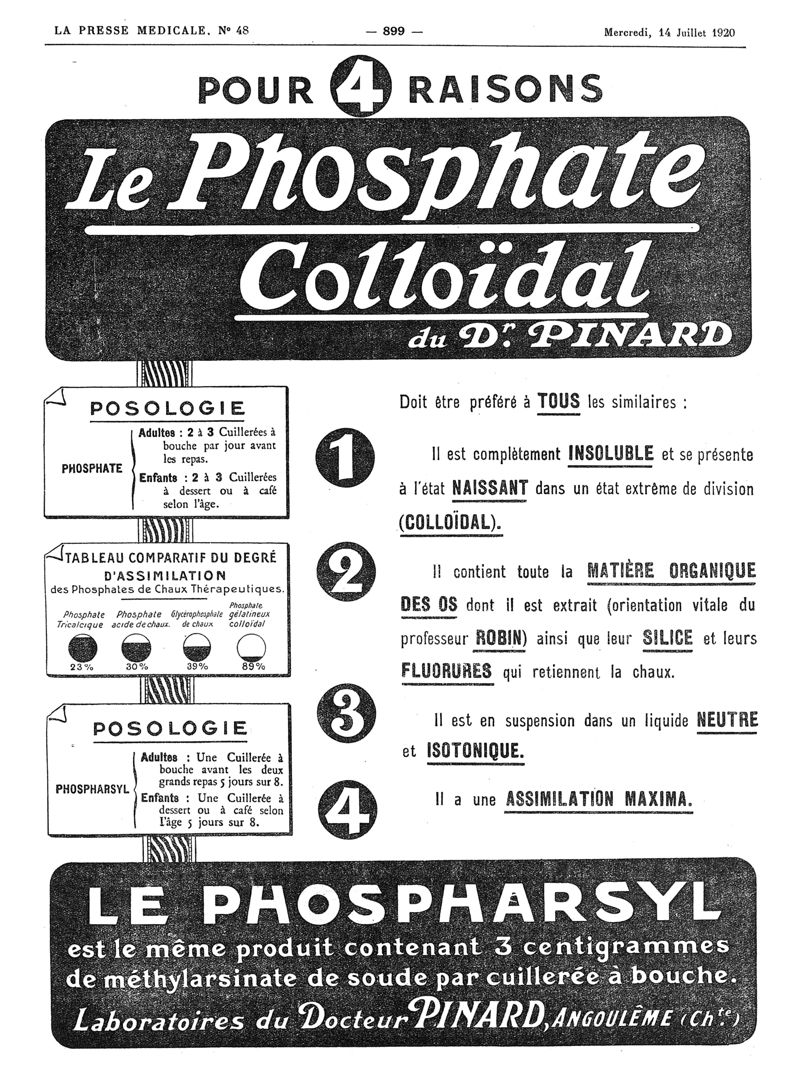 LA PRESSE MEDICALE, Nº 48
— 899 —
Mercredi, 14 Juillet 1920
POUR 4 RAISONS
Le Phosphate
Colloïdal
du Dr. PINARD
POSOLOGIE
PHOSPHATE
Adultes : 2 à 3 Cuillerées à
bouche par jour avant
les repas.
Enfants : 2 à 3 Cuillerées
à dessert ou à café
selon l'âge.
TABLEAU COMPARATIF DU DEGRÉ
D'ASSIMILATION
des Phosphates de Chaux Thérapeutiques.
Phosphate
Tricalcique
23%
Phosphate
acide de chaux.
30%
Glycérophosphate
de chaux
39%
Phosphate
gélatineux
colloïdal
89%
POSOLOGIE
PHOSPHARSYL
Adultes : Une Cuillerée à
bouche avant les deux
grands repas 5 jours sur 8.
Enfants : Une Cuillerée à
dessert ou à café selon
l'âge 5 jours sur 8.
Doit être préféré à TOUS les similaires :
1
Il est complètement INSOLUBLE et se présente
à l'état NAISSANT dans un état extrême de division
(COLLOÏDAL).
2
Il contient toute la MATIÈRE ORGANIQUE
DES OS dont il est extrait (orientation vitale du
professeur ROBIN) ainsi que leur SILICE et leurs
FLUORURES qui retiennent la chaux.
3
Il est en suspension dans un liquide NEUTRE
et ISOTONIQUE.
4
Il a une ASSIMILATION MAXIMA.
LE PHOSPHARSYL
est le même produit contenant 3 centigrammes
de méthylarsinate de soude par cuillerée à bouche.
Laboratoires du Docteur PINARD, ANGOULÊME (Chte)